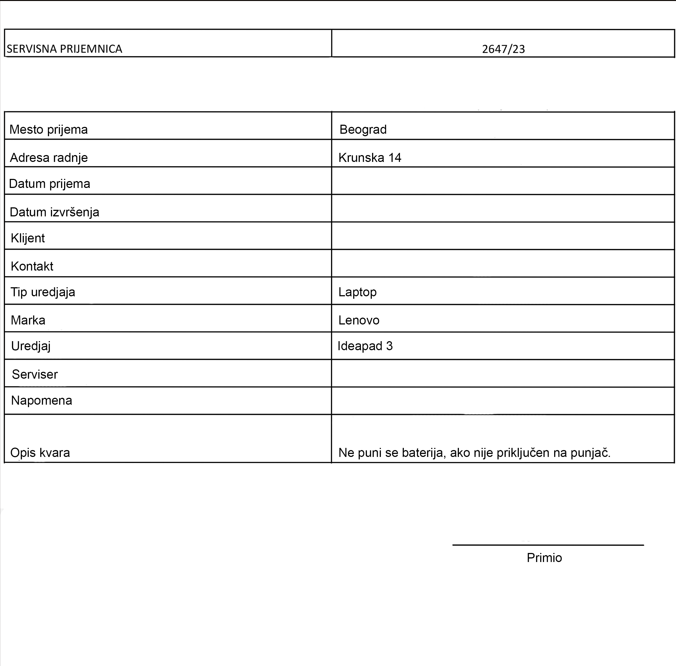 SERVISNA PRIJEMNICA 2647/23
Mesto prijema Beograd
Adresa radnje Krunska 14
Datum prijema
Datum izvršenja
Klijent
Kontakt
Tip uredjaja Laptop
Marka Lenovo
Uredjaj Ideapad 3
Serviser
Napomena
Opis kvara Ne puni se baterija, ako nije priključen na punjač.
Primio